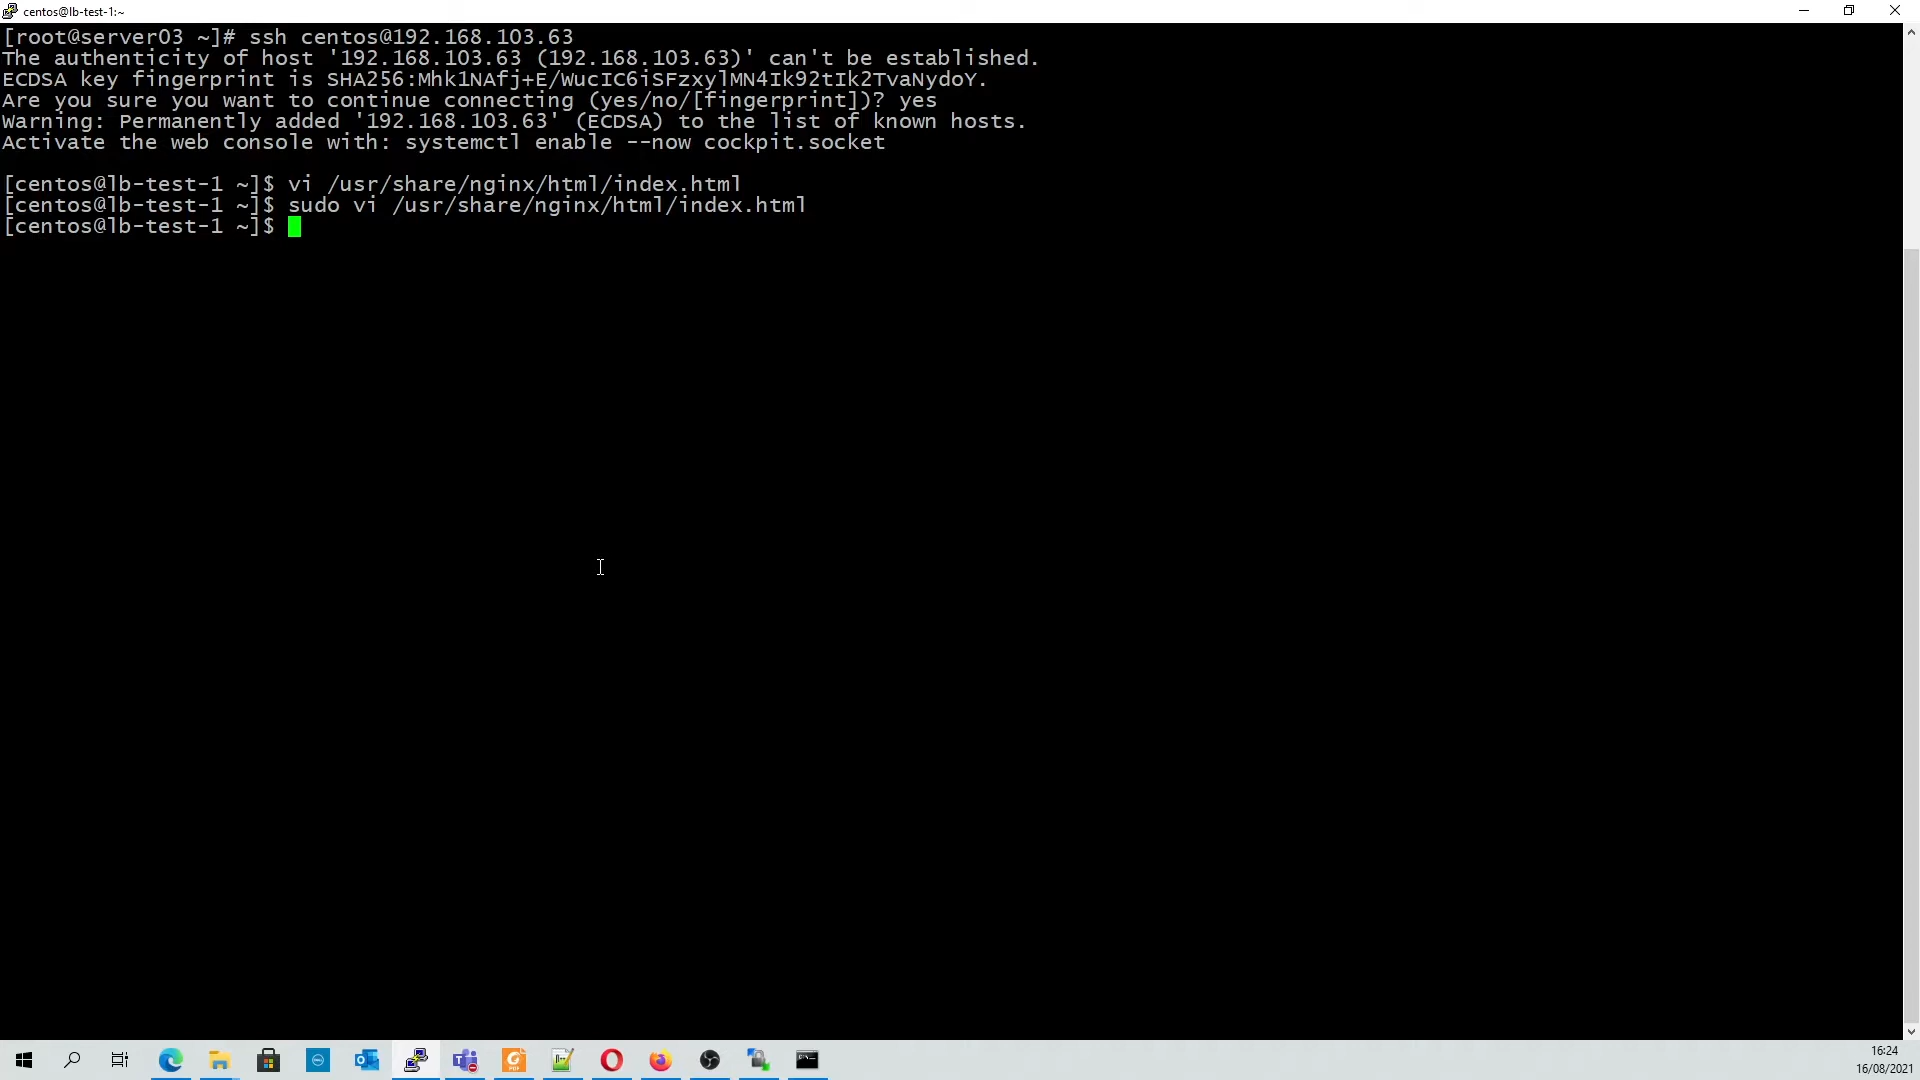 centos@lb-test-1:~
[root@server03 ~]# ssh centos@192.168.103.63
The authenticity of host '192.168.103.63 (192.168.103.63)' can't be established.
ECDSA key fingerprint is SHA256:Mhk1NAfj+E/WucIC6iSFzxylMN4Ik92tIk2TvaNydoY.
Are you sure you want to continue connecting (yes/no/[fingerprint])? yes
Warning: Permanently added '192.168.103.63' (ECDSA) to the list of known hosts.
Activate the web console with: systemctl enable --now cockpit.socket
[centos@lb-test-1 ~]$ vi /usr/share/nginx/html/index.html
[centos@lb-test-1 ~]$ sudo vi /usr/share/nginx/html/index.html
[centos@lb-test-1 ~]$
16:24
16/08/2021